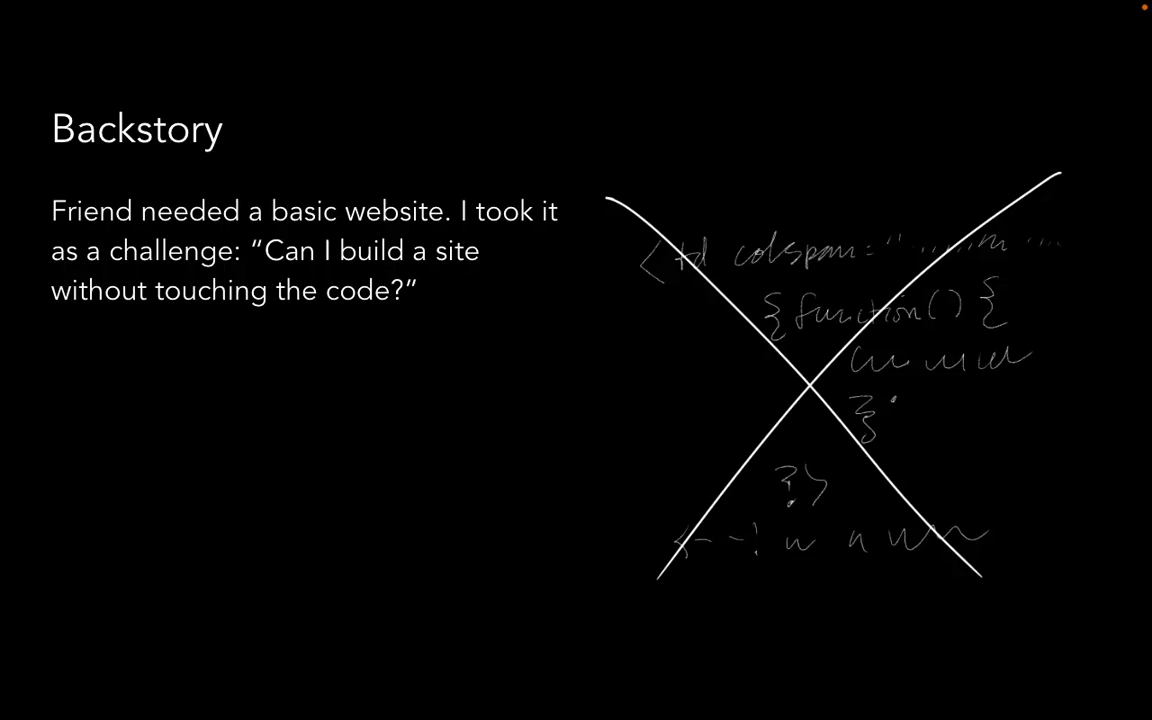 Backstory
Friend needed a basic website. I took it
as a challenge: “Can I build a site
without touching the code?”
<td colspan="
{function() {
};
?>